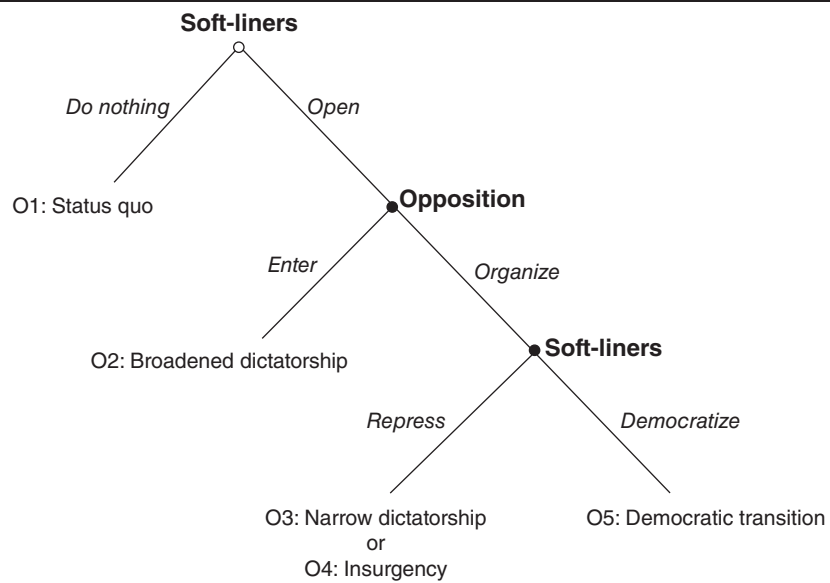 Soft-liners
Do nothing
Open
O1: Status quo
Opposition
Enter
Organize
O2: Broadened dictatorship
Soft-liners
Repress
Democratize
O3: Narrow dictatorship
or
O4: Insurgency
O5: Democratic transition